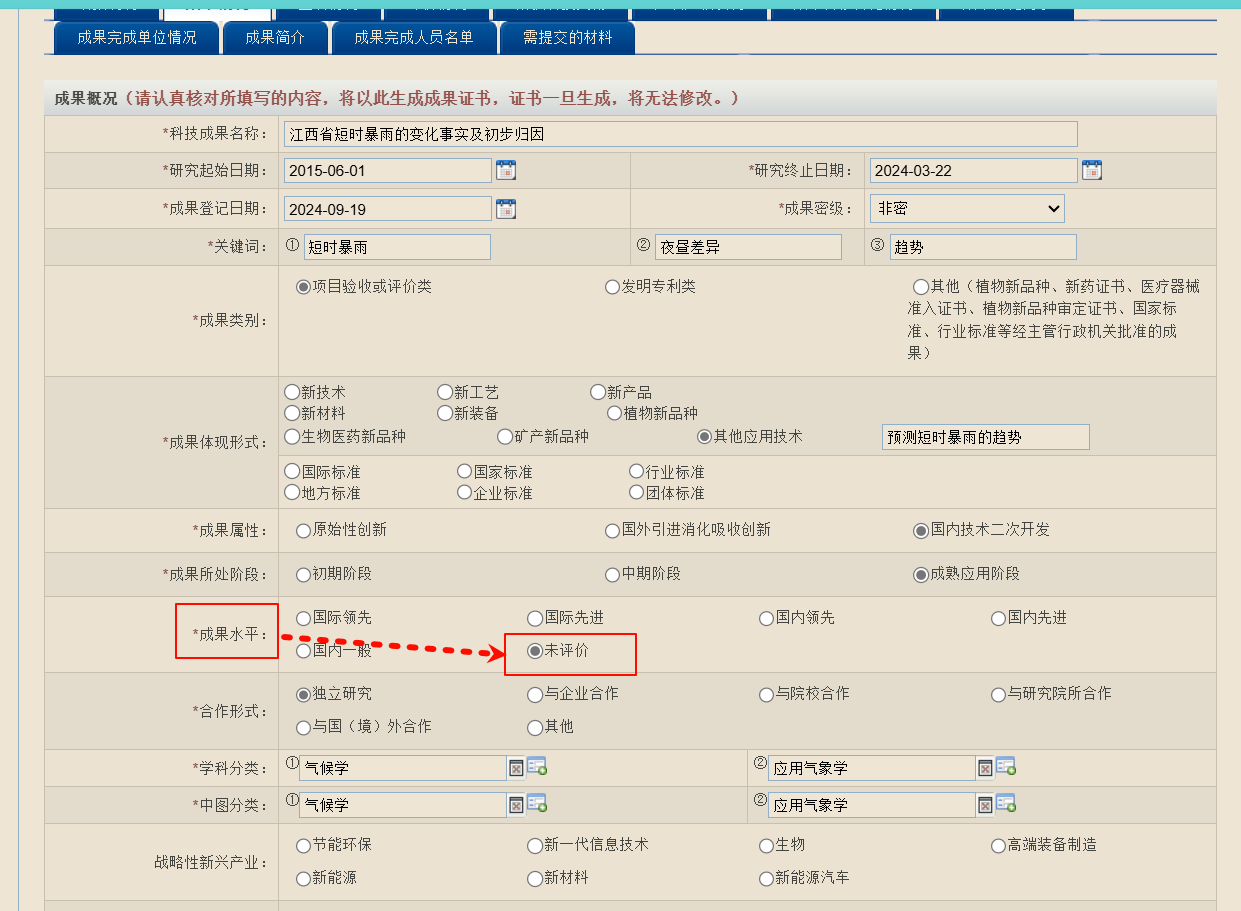 成果完成单位情况 成果简介 成果完成人员名单 需提交的材料
成果概况（请认真核对所填写的内容，将以此生成成果证书，证书一旦生成，将无法修改。）
*科技成果名称： 江西省短时暴雨的变化事实及初步归因
*研究起始日期： 2015-06-01 *研究终止日期： 2024-03-22
*成果登记日期： 2024-09-19 *成果密级： 非密
*关键词： ① 短时暴雨 ② 夜昼差异 ③ 趋势
*成果类别： 项目验收或评价类 发明专利类 其他（植物新品种、新药证书、医疗器械
准入证书、植物新品种审定证书、国家标
准、行业标准等经主管行政机关批准的成
果）
*成果体现形式： 新技术 新工艺 新产品
新材料 新装备 植物新品种
生物医药新品种 矿产新品种 其他应用技术 预测短时暴雨的趋势
国际标准 国家标准 行业标准
地方标准 企业标准 团体标准
*成果属性： 原始性创新 国外引进消化吸收创新 国内技术二次开发
*成果所处阶段： 初期阶段 中期阶段 成熟应用阶段
*成果水平： 国际领先 国际先进 国内领先 国内先进
国内一般 未评价
*合作形式： 独立研究 与企业合作 与院校合作 与研究院所合作
与国（境）外合作 其他
*学科分类： ① 气候学 ② 应用气象学
*中图分类： ① 气候学 ② 应用气象学
战略性新兴产业： 节能环保 新一代信息技术 生物 高端装备制造
新能源 新材料 新能源汽车